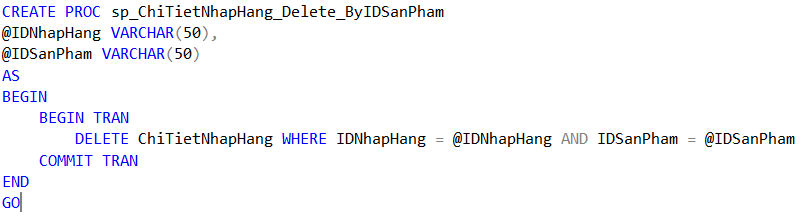 CREATE PROC sp_ChiTietNhapHang_Delete_ByIDSanPham
@IDNhapHang VARCHAR(50),
@IDSanPham VARCHAR(50)
AS
BEGIN
    BEGIN TRAN
        DELETE ChiTietNhapHang WHERE IDNhapHang = @IDNhapHang AND IDSanPham = @IDSanPham
    COMMIT TRAN
END
GO